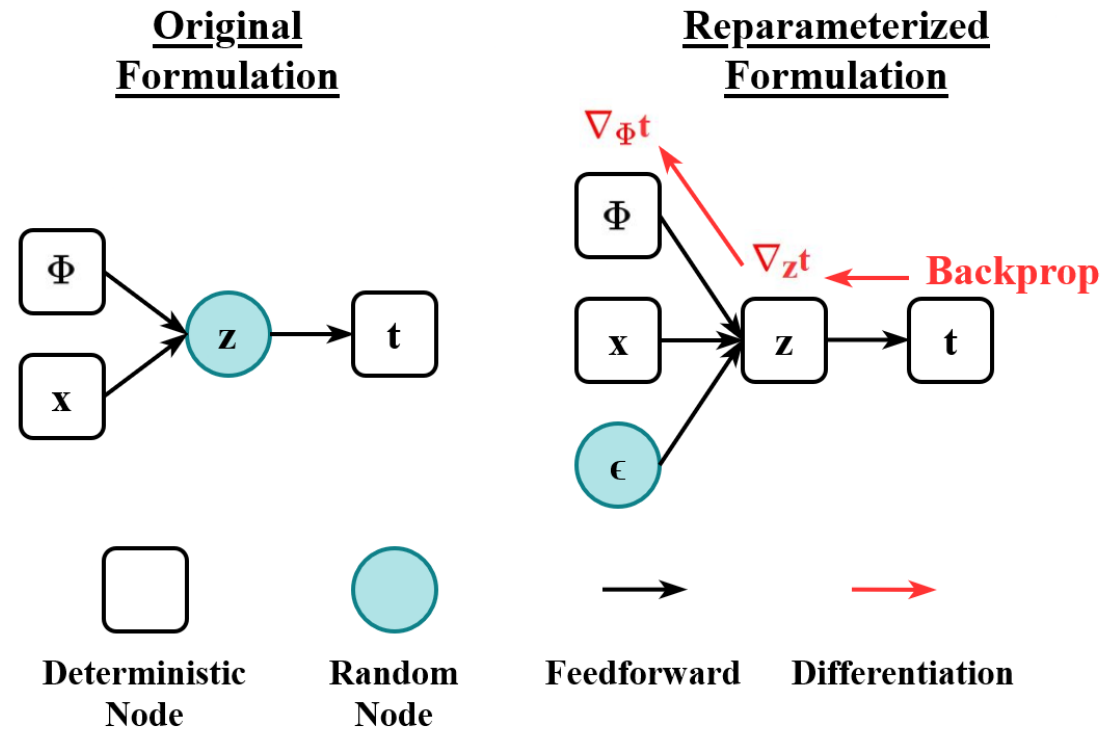 Original
Formulation
Reparameterized
Formulation
∇Φt
Φ
Φ
∇zt
Backprop
x
z
t
x
z
t
ϵ
Deterministic
Node
Random
Node
Feedforward
Differentiation